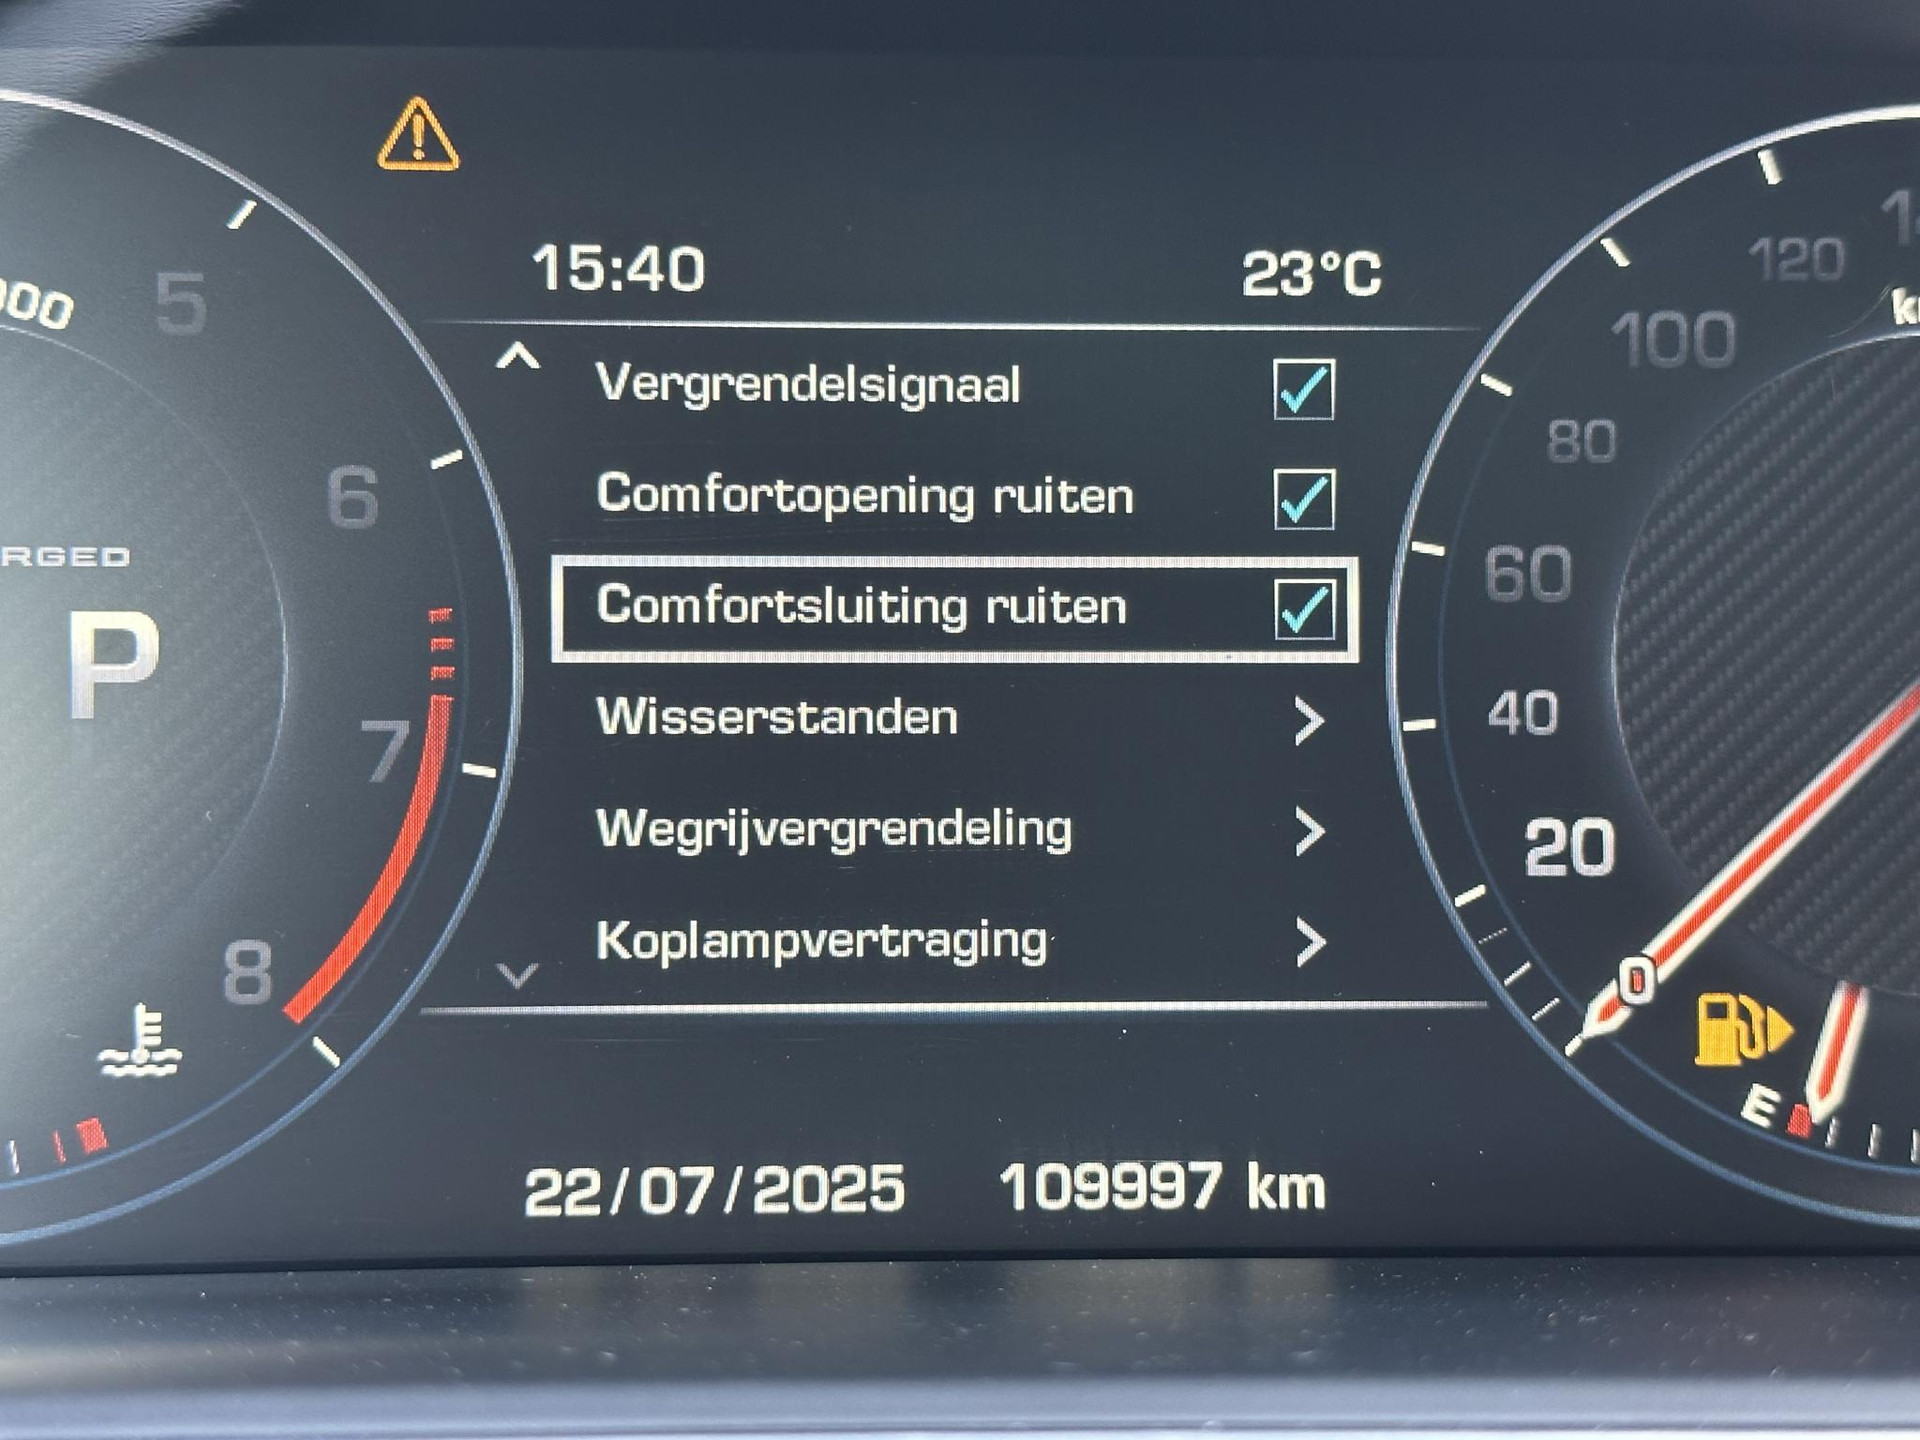 15:40 23°C
Vergrendelsignaal
Comfortopening ruiten
Comfortsluiting ruiten
Wisserstanden
Wegrijvergrendeling
Koplampvertraging
22/07/2025 109997 km
5
6
7
8
P
120
100
80
60
40
20
0
E